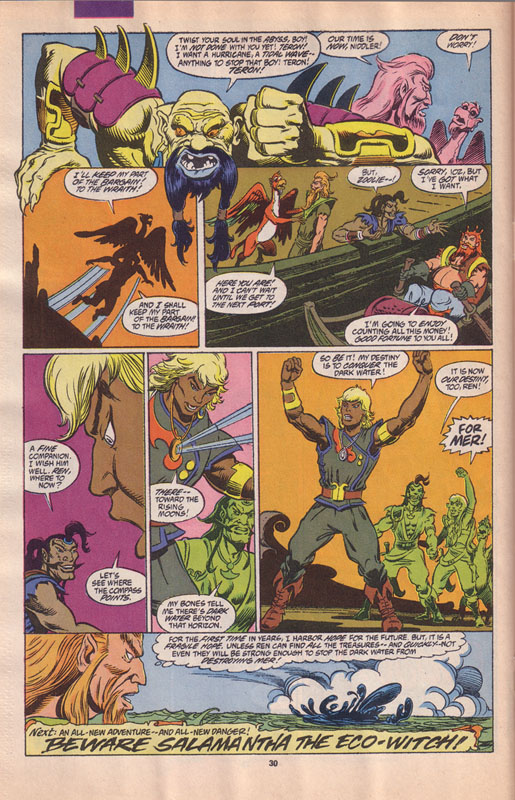 TWIST YOUR SOUL IN THE ABYSS, BOY!
I'M NOT DONE WITH YOU YET! TERON!
I WANT A HURRICANE, A TIDAL WAVE--
ANYTHING TO STOP THAT BOY! TERON!
TERON!
OUR TIME IS
NOW, NIDDLER!
DON'T
WORRY!
I'LL KEEP MY PART
OF THE BARGAIN!
TO THE WRAITH!
AND I SHALL
KEEP MY PART
OF THE BARGAIN!
TO THE WRAITH!
HERE YOU ARE!
AND I CAN'T WAIT
UNTIL WE GET TO
THE NEXT PORT!
BUT,
ZOOLIE--!
SORRY, IOZ, BUT
I'VE GOT WHAT
I WANT.
I'M GOING TO ENJOY
COUNTING ALL THIS MONEY!
GOOD FORTUNE TO YOU ALL!
A FINE
COMPANION.
I WISH HIM
WELL. REN,
WHERE TO
NOW?
LET'S
SEE WHERE
THE COMPASS
POINTS.
THERE--
TOWARD THE
RISING
MOONS!
MY BONES TELL
ME THERE'S DARK
WATER BEYOND
THAT HORIZON.
SO BE IT! MY DESTINY
IS TO CONQUER THE
DARK WATER!
IT IS NOW
OUR DESTINY,
TOO, REN!
FOR
MER!
FOR THE FIRST TIME IN YEARS, I HARBOR HOPE FOR THE FUTURE. BUT, IT IS A
FRAGILE HOPE. UNLESS REN CAN FIND ALL THE TREASURES--AND QUICKLY--NOT
EVEN THEY WILL BE STRONG ENOUGH TO STOP THE DARK WATER FROM
DESTROYING MER!
NEXT: AN ALL-NEW ADVENTURE--AND ALL-NEW DANGER!
BEWARE SALAMANTHA THE ECO-WITCH!
30